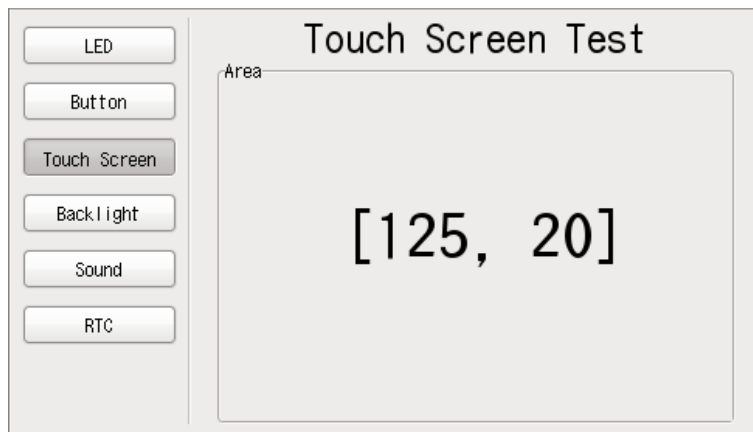 LED
Button
Touch Screen
Backlight
Sound
RTC
Touch Screen Test
Area
[125, 20]